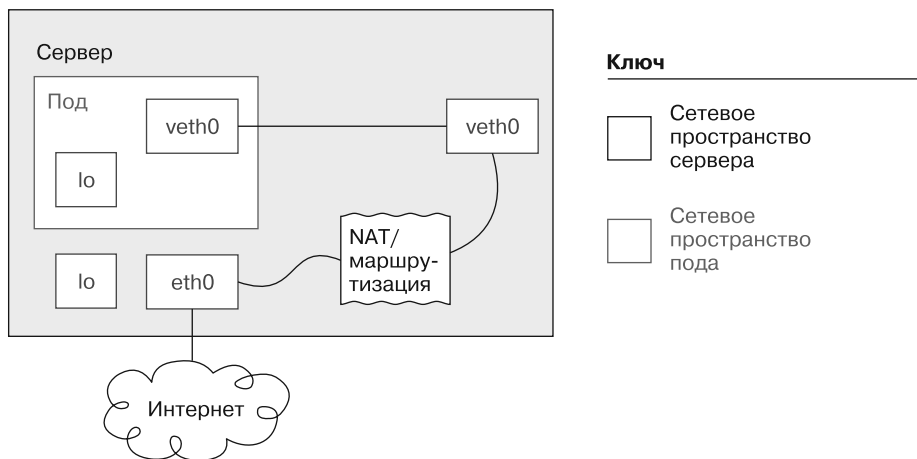 Сервер
Под
veth0
veth0
lo
lo
eth0
NAT/
маршру-
тизация
Интернет
Ключ
Сетевое
пространство
сервера
Сетевое
пространство
пода